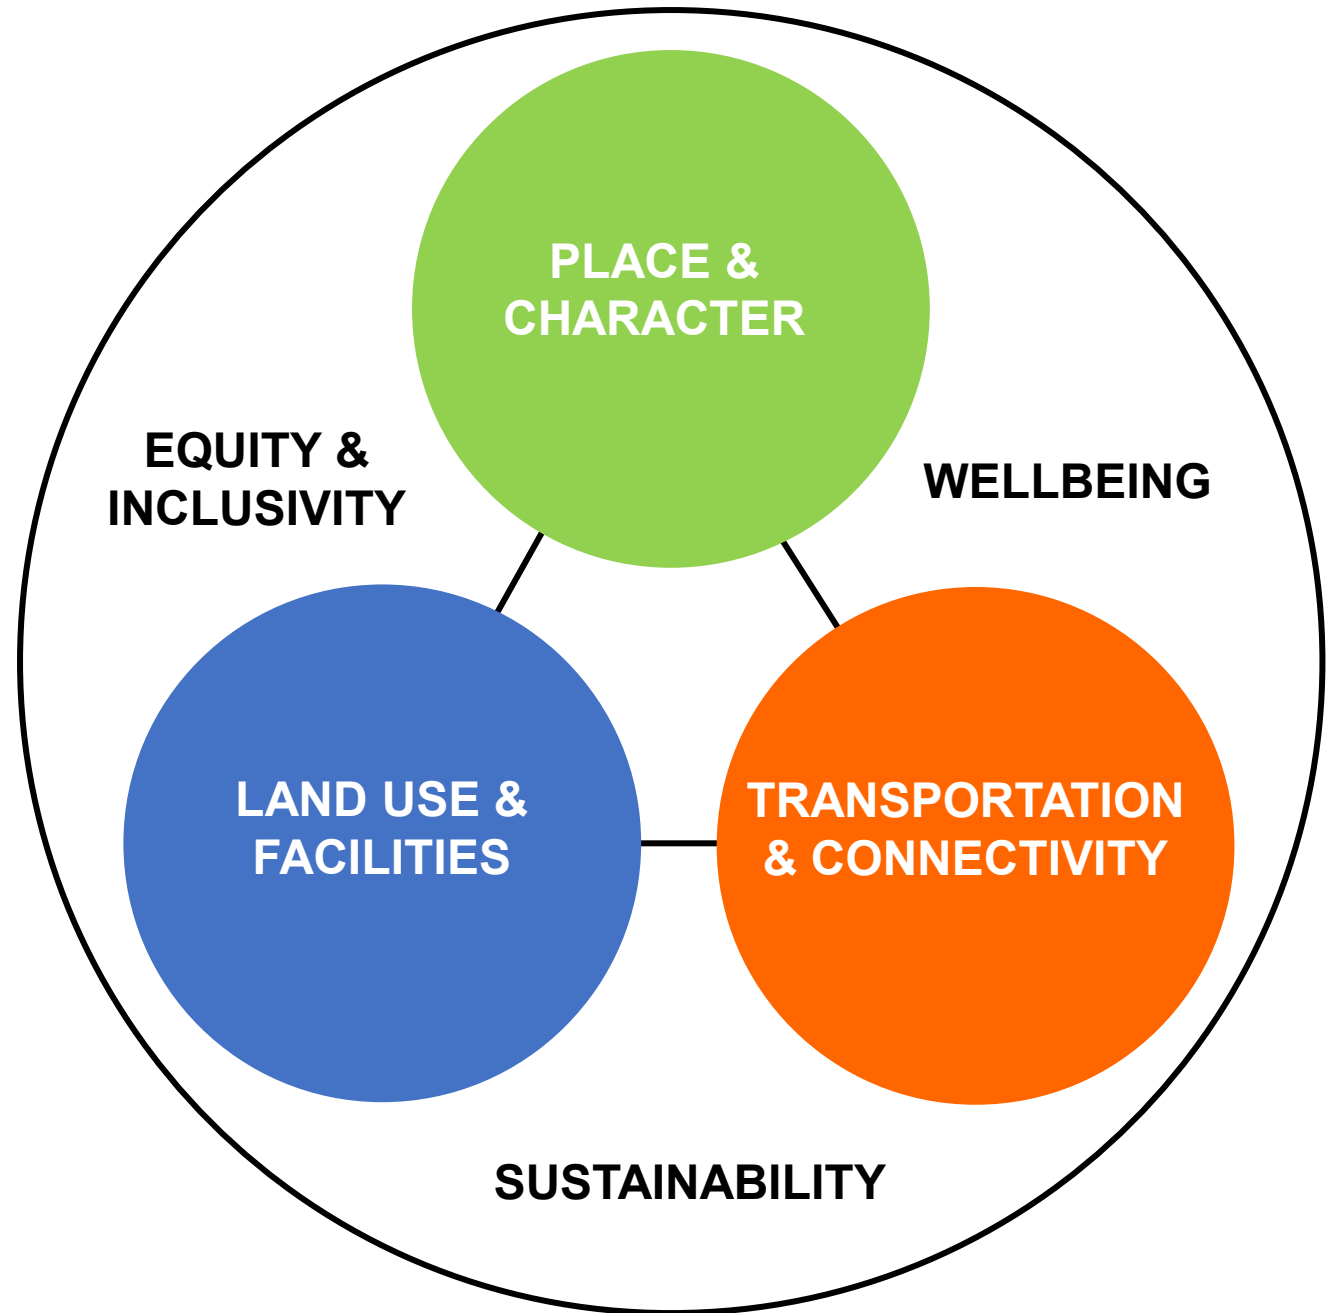 PLACE &
CHARACTER
EQUITY &
INCLUSIVITY
WELLBEING
LAND USE &
FACILITIES
TRANSPORTATION
& CONNECTIVITY
SUSTAINABILITY